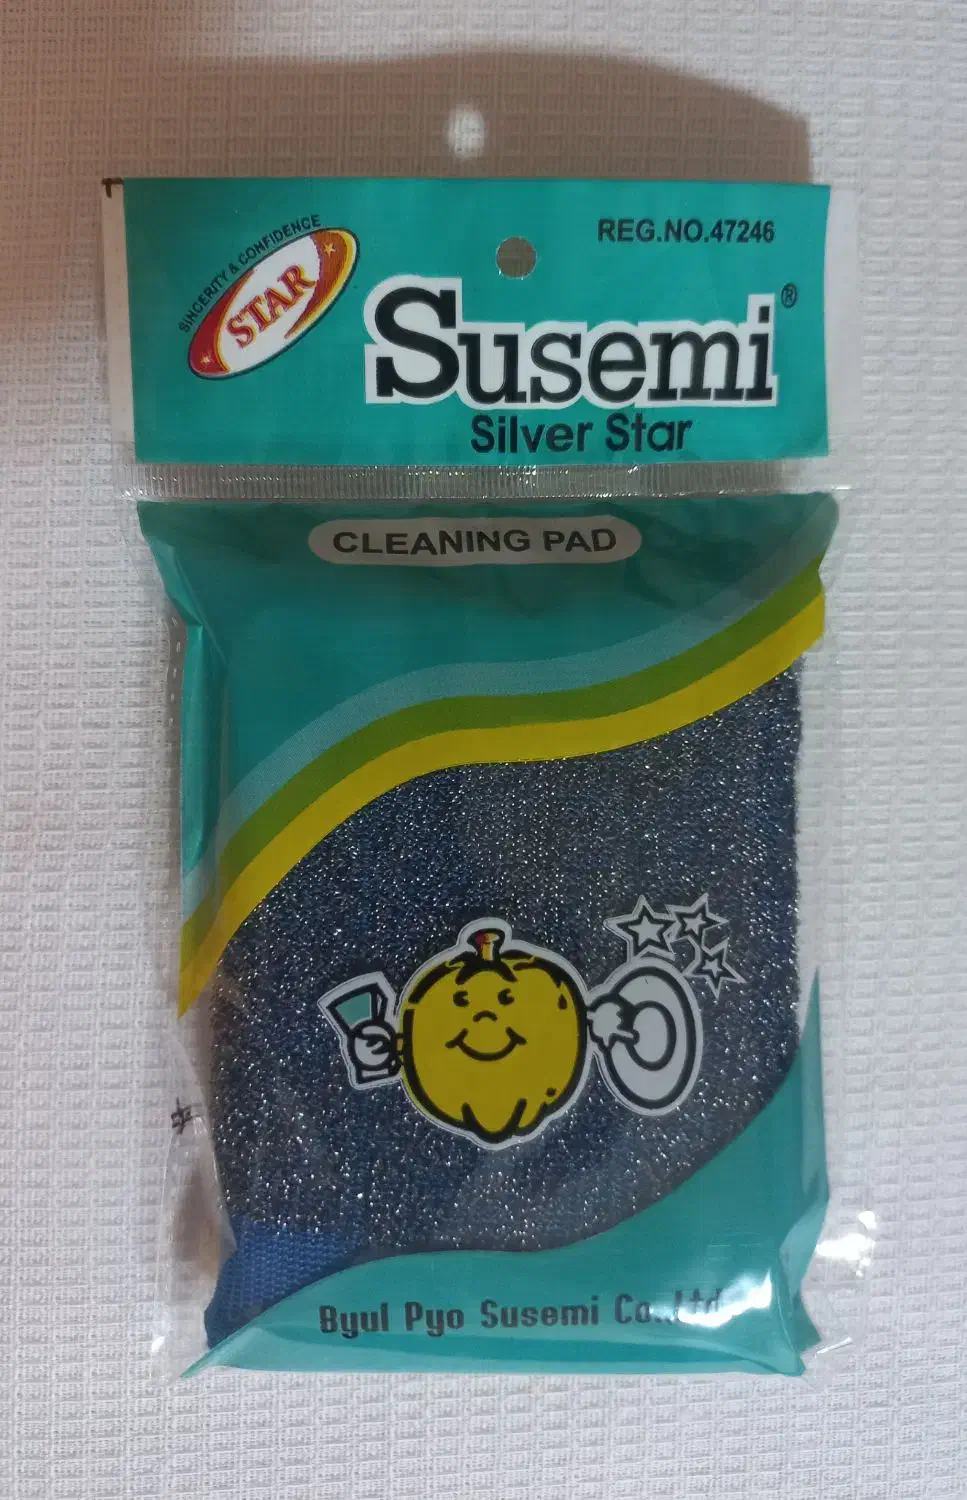 SINCERITY & CONFIDENCE
STAR
REG.NO.47246
Susemi®
Silver Star
CLEANING PAD
Byul Pyo Susemi Co.,Ltd